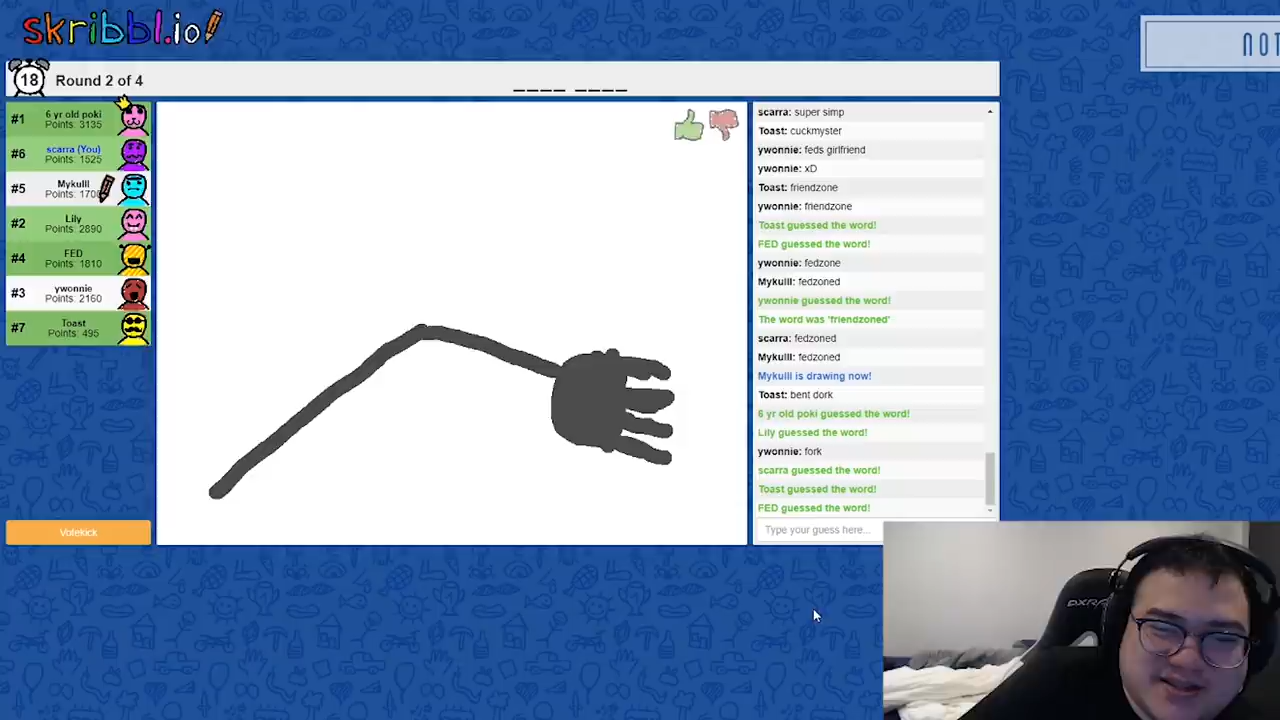 skribbl.io
NOT
18
Round 2 of 4
____ ____
#1
6 yr old poki
Points: 3135
#6
scarra (You)
Points: 1525
#5
Mykulll
#2
Lily
Points: 2890
#4
FED
Points: 1810
#3
ywonnie
Points: 2160
#7
Toast
Points: 495
Votekick
scarra: super simp
Toast: cuckmyster
ywonnie: feds girlfriend
ywonnie: xD
Toast: friendzone
ywonnie: friendzone
Toast guessed the word!
FED guessed the word!
ywonnie: fedzone
Mykulll: fedzoned
ywonnie guessed the word!
The word was 'friendzoned'
scarra: fedzoned
Mykulll: fedzoned
Mykulll is drawing now!
Toast: bent dork
6 yr old poki guessed the word!
Lily guessed the word!
ywonnie: fork
scarra guessed the word!
Toast guessed the word!
FED guessed the word!
Type your guess here...